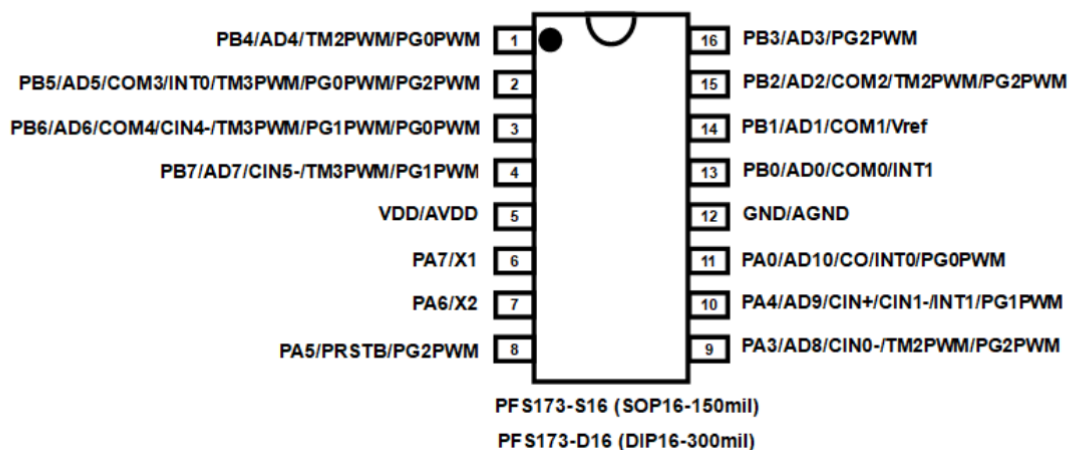 PB4/AD4/TM2PWM/PG0PWM 1 16 PB3/AD3/PG2PWM
PB5/AD5/COM3/INT0/TM3PWM/PG0PWM/PG2PWM 2 15 PB2/AD2/COM2/TM2PWM/PG2PWM
PB6/AD6/COM4/CIN4-/TM3PWM/PG1PWM/PG0PWM 3 14 PB1/AD1/COM1/Vref
PB7/AD7/CIN5-/TM3PWM/PG1PWM 4 13 PB0/AD0/COM0/INT1
VDD/AVDD 5 12 GND/AGND
PA7/X1 6 11 PA0/AD10/CO/INT0/PG0PWM
PA6/X2 7 10 PA4/AD9/CIN+/CIN1-/INT1/PG1PWM
PA5/PRSTB/PG2PWM 8 9 PA3/AD8/CIN0-/TM2PWM/PG2PWM
PFS173-S16 (SOP16-150mil)
PFS173-D16 (DIP16-300mil)